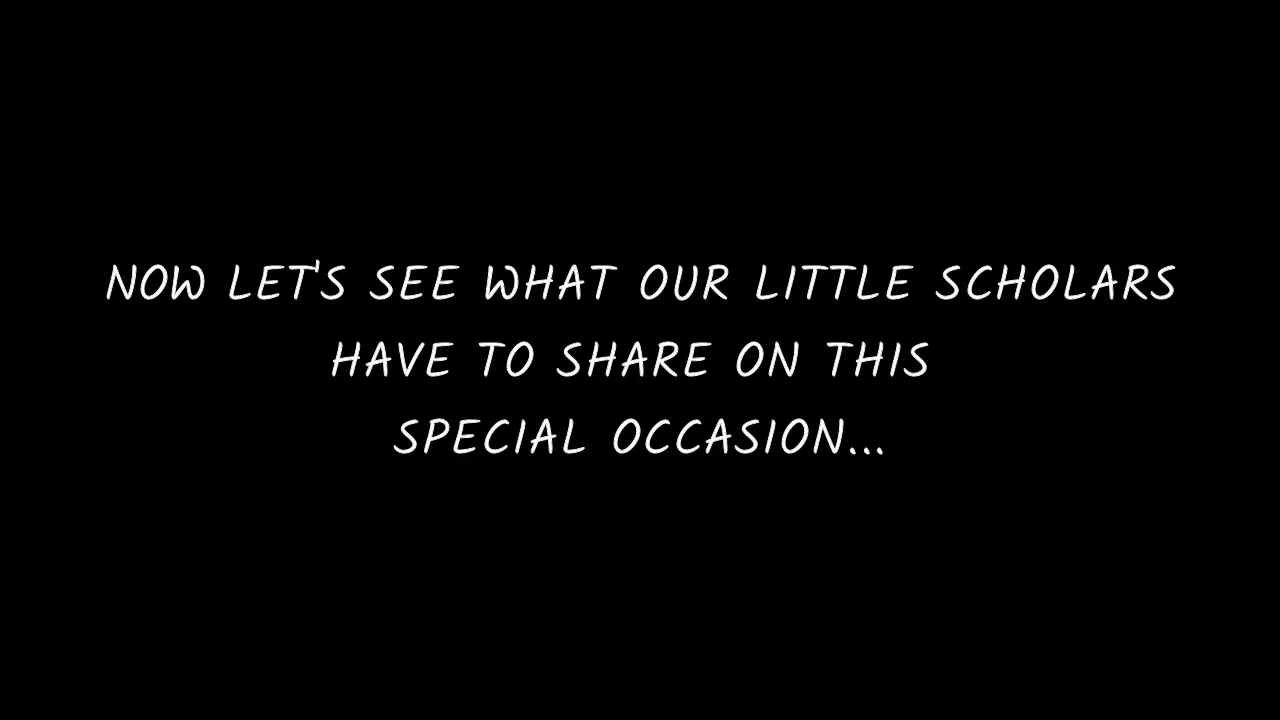 NOW LET'S SEE WHAT OUR LITTLE SCHOLARS
HAVE TO SHARE ON THIS
SPECIAL OCCASION...